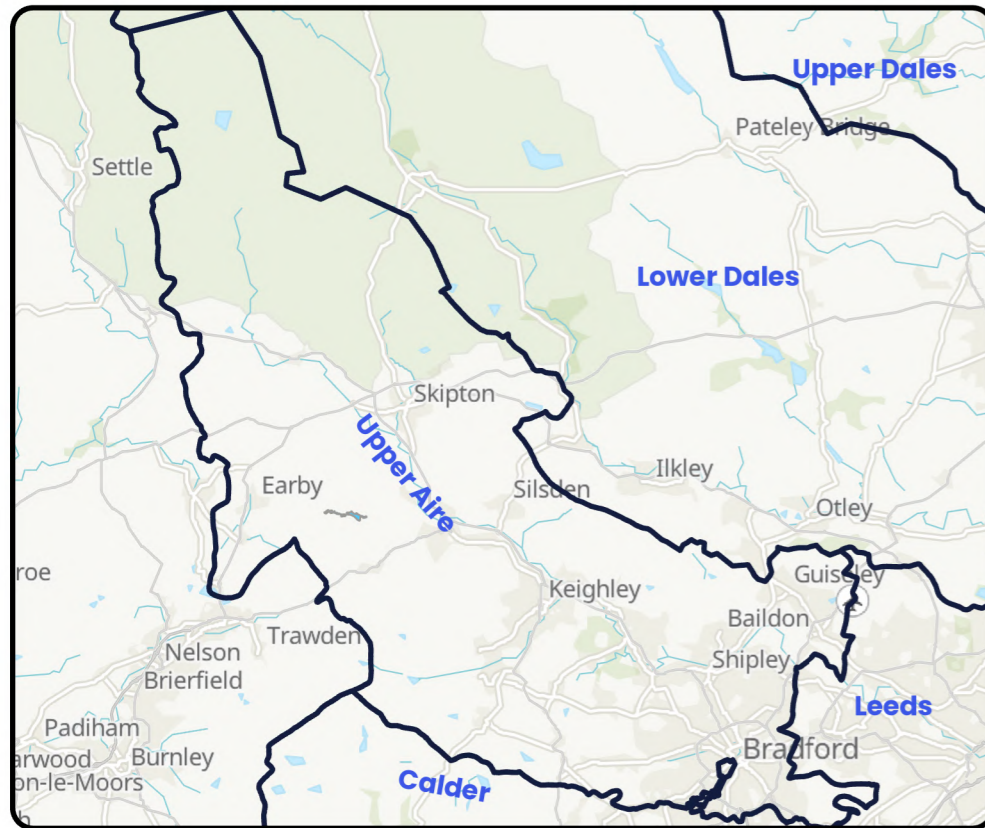 Upper Dales
Pateley Bridge
Settle
Lower Dales
Skipton
Upper Aire
Ilkley
Earby
Silsden
Otley
roe
Guiseley
Keighley
Baildon
Trawden
Nelson
Shipley
Brierfield
Leeds
Padiham
Bradford
arwood
Burnley
on-le-Moors
Calder
h